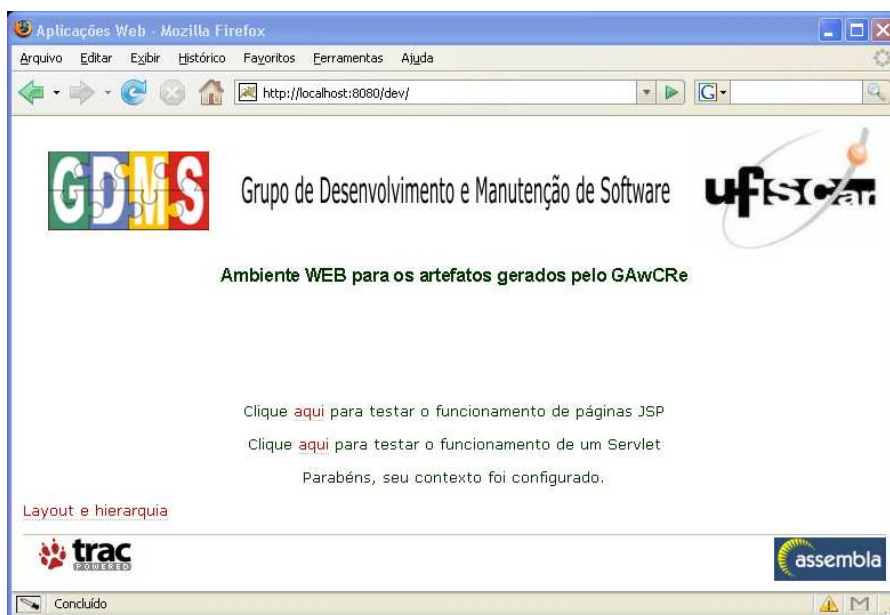 Aplicações Web - Mozilla Firefox
Arquivo Editar Exibir Histórico Favoritos Ferramentas Ajuda
http://localhost:8080/dev/
G
GDMS
Grupo de Desenvolvimento e Manutenção de Software
ufscar
Ambiente WEB para os artefatos gerados pelo GAwCRe
Clique aqui para testar o funcionamento de páginas JSP
Clique aqui para testar o funcionamento de um Servlet
Parabéns, seu contexto foi configurado.
Layout e hierarquia
trac
POWERED
assembla
Concluído